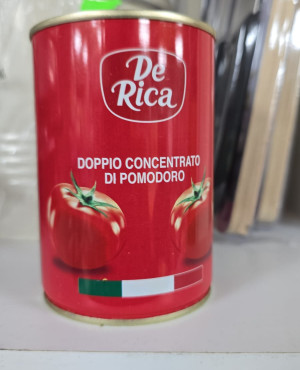 De
Rica
DOPPIO CONCENTRATO
DI POMODORO